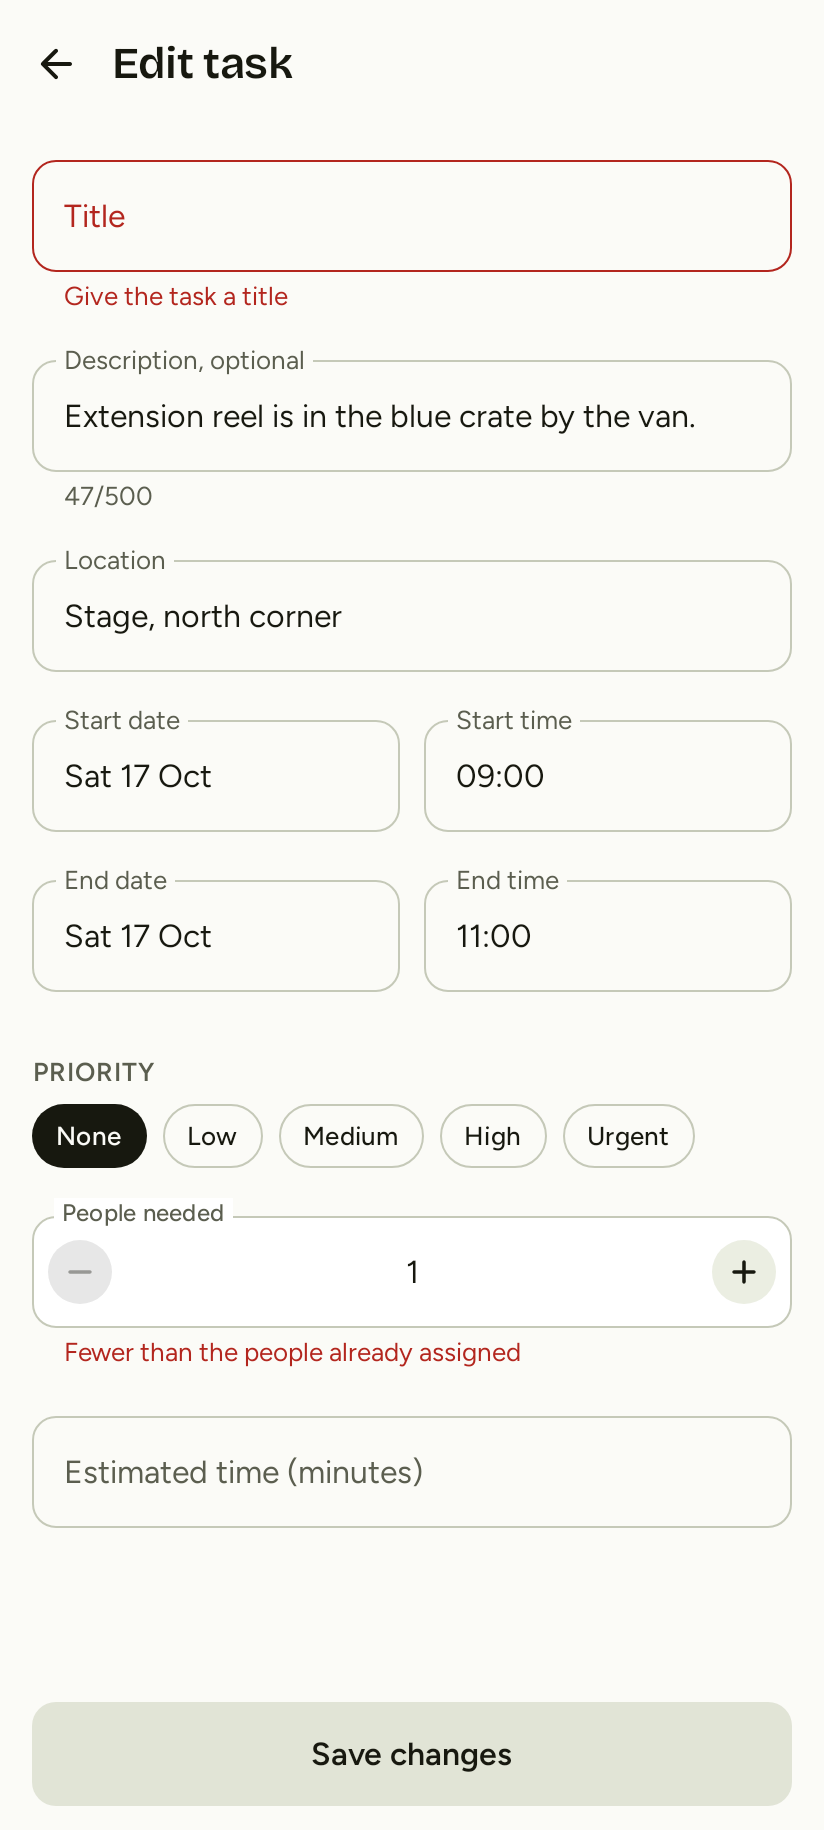 Edit task
Title
Give the task a title
Description, optional
Extension reel is in the blue crate by the van.
47/500
Location
Stage, north corner
Start date
Start time
Sat 17 Oct
09:00
End date
End time
Sat 17 Oct
11:00
PRIORITY
None
Low
Medium
High
Urgent
People needed
1
Fewer than the people already assigned
Estimated time (minutes)
Save changes